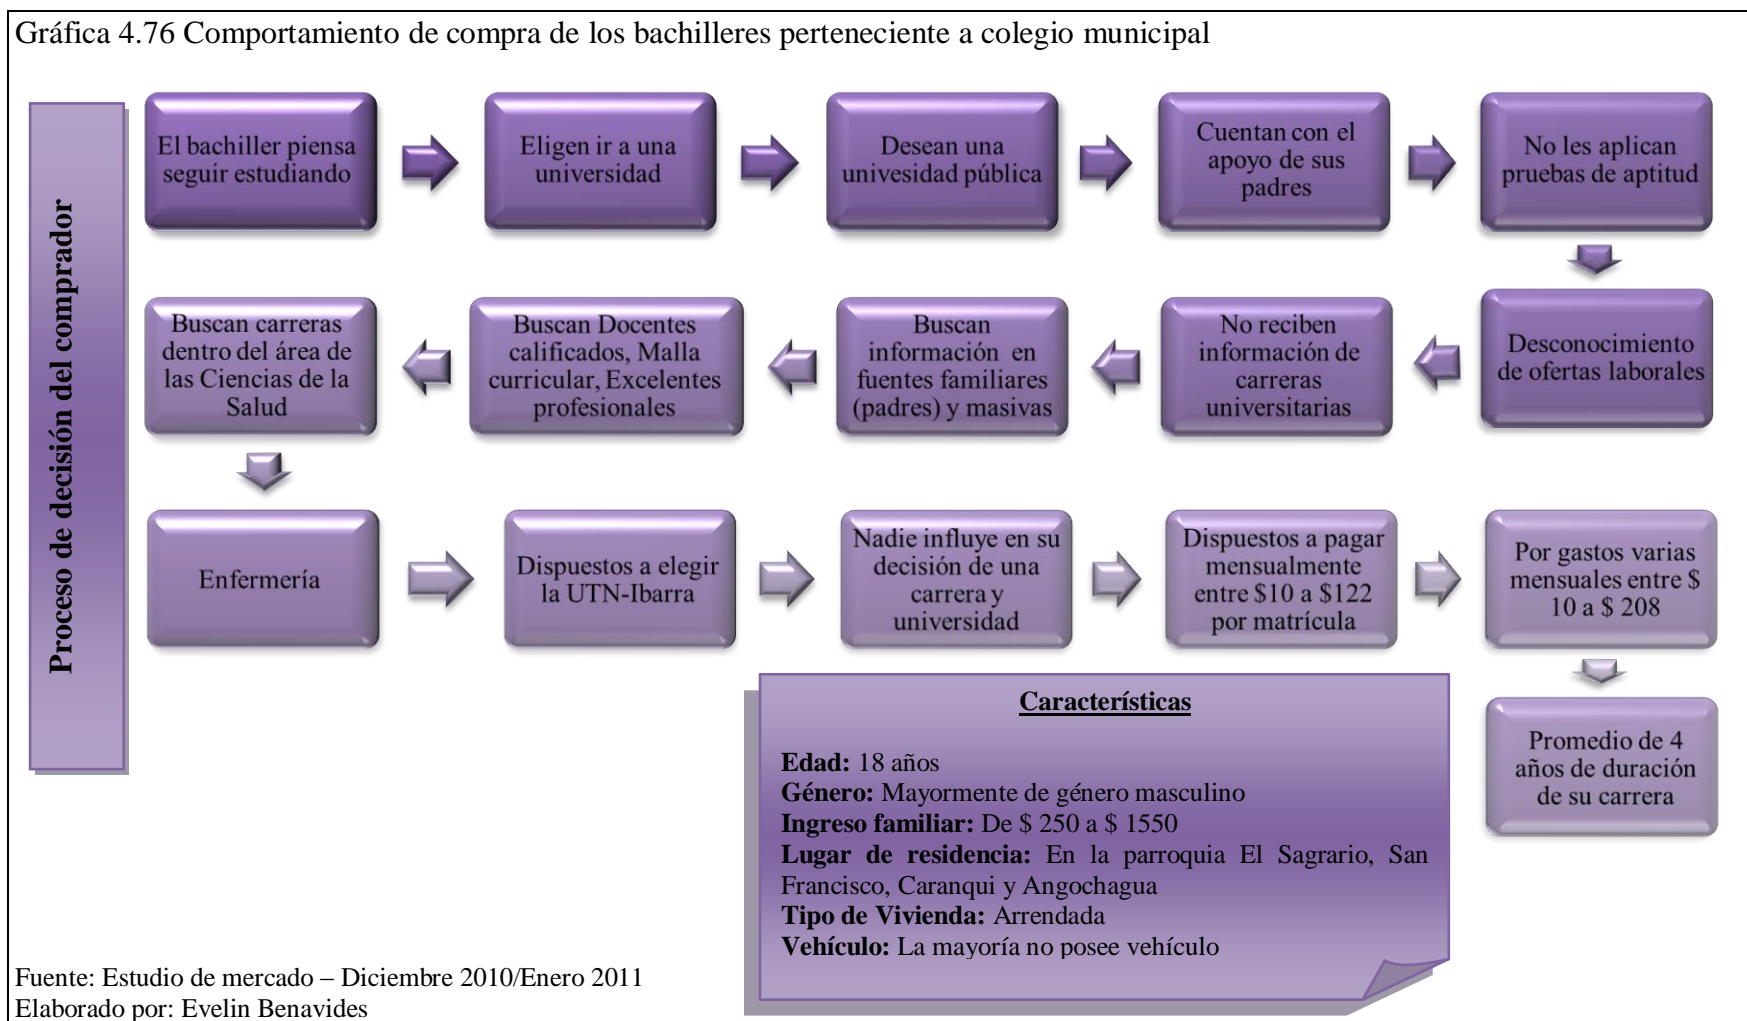 Gráfica 4.76 Comportamiento de compra de los bachilleres perteneciente a colegio municipal
Proceso de decisión del comprador
El bachiller piensa
seguir estudiando
Eligen ir a una
universidad
Desean una
univesidad pública
Cuentan con el
apoyo de sus
padres
No les aplican
pruebas de aptitud
Desconocimiento
de ofertas laborales
No reciben
información de
carreras
universitarias
Buscan
información en
fuentes familiares
(padres) y masivas
Buscan Docentes
calificados, Malla
curricular, Excelentes
profesionales
Buscan carreras
dentro del área de
las Ciencias de la
Salud
Enfermería
Dispuestos a elegir
la UTN-Ibarra
Nadie influye en su
decisión de una
carrera y
universidad
Dispuestos a pagar
mensualmente
entre $10 a $122
por matrícula
Por gastos varias
mensuales entre $
10 a $ 208
Promedio de 4
años de duración
de su carrera
Características
Edad: 18 años
Género: Mayormente de género masculino
Ingreso familiar: De $ 250 a $ 1550
Lugar de residencia: En la parroquia El Sagrario, San
Francisco, Caranqui y Angochagua
Tipo de Vivienda: Arrendada
Vehículo: La mayoría no posee vehículo
Fuente: Estudio de mercado – Diciembre 2010/Enero 2011
Elaborado por: Evelin Benavides